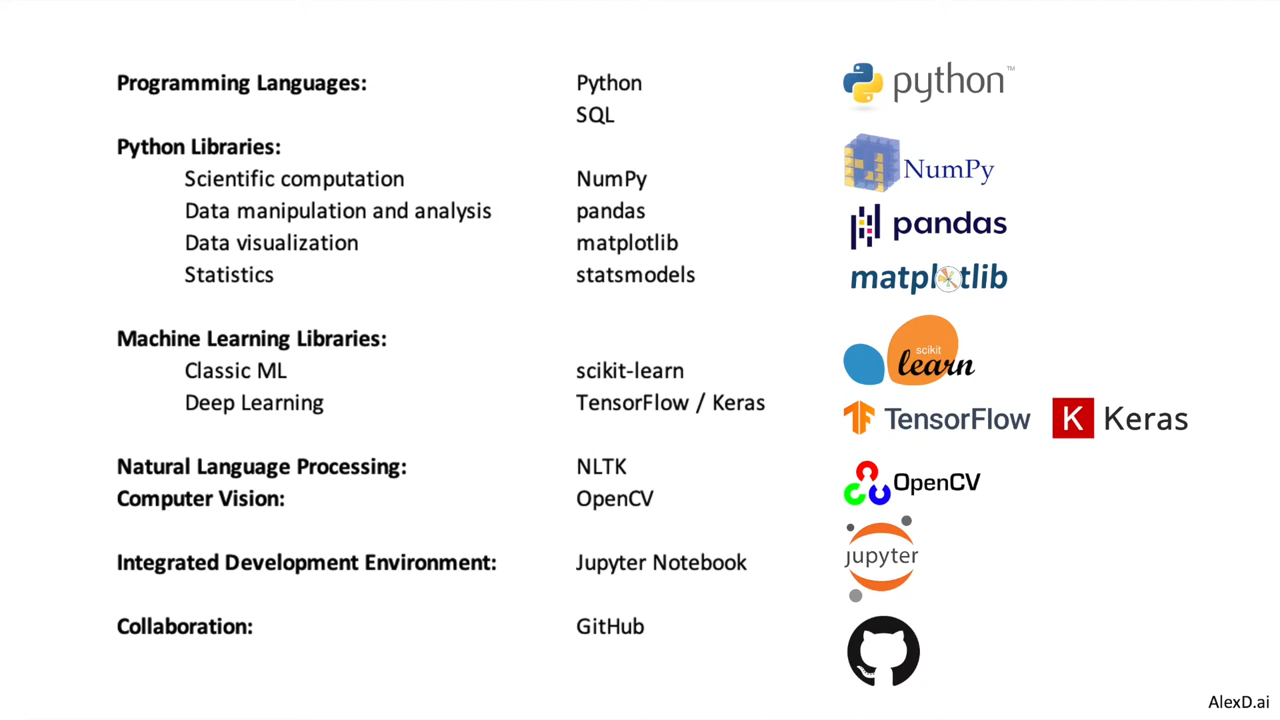 Programming Languages: Python
SQL
Python Libraries:
Scientific computation NumPy
Data manipulation and analysis pandas
Data visualization matplotlib
Statistics statsmodels
Machine Learning Libraries:
Classic ML scikit-learn
Deep Learning TensorFlow / Keras
Natural Language Processing: NLTK
Computer Vision: OpenCV
Integrated Development Environment: Jupyter Notebook
Collaboration: GitHub
python™
NumPy
pandas
matplotlib
scikit
learn
TensorFlow
K Keras
OpenCV
jupyter
AlexD.ai